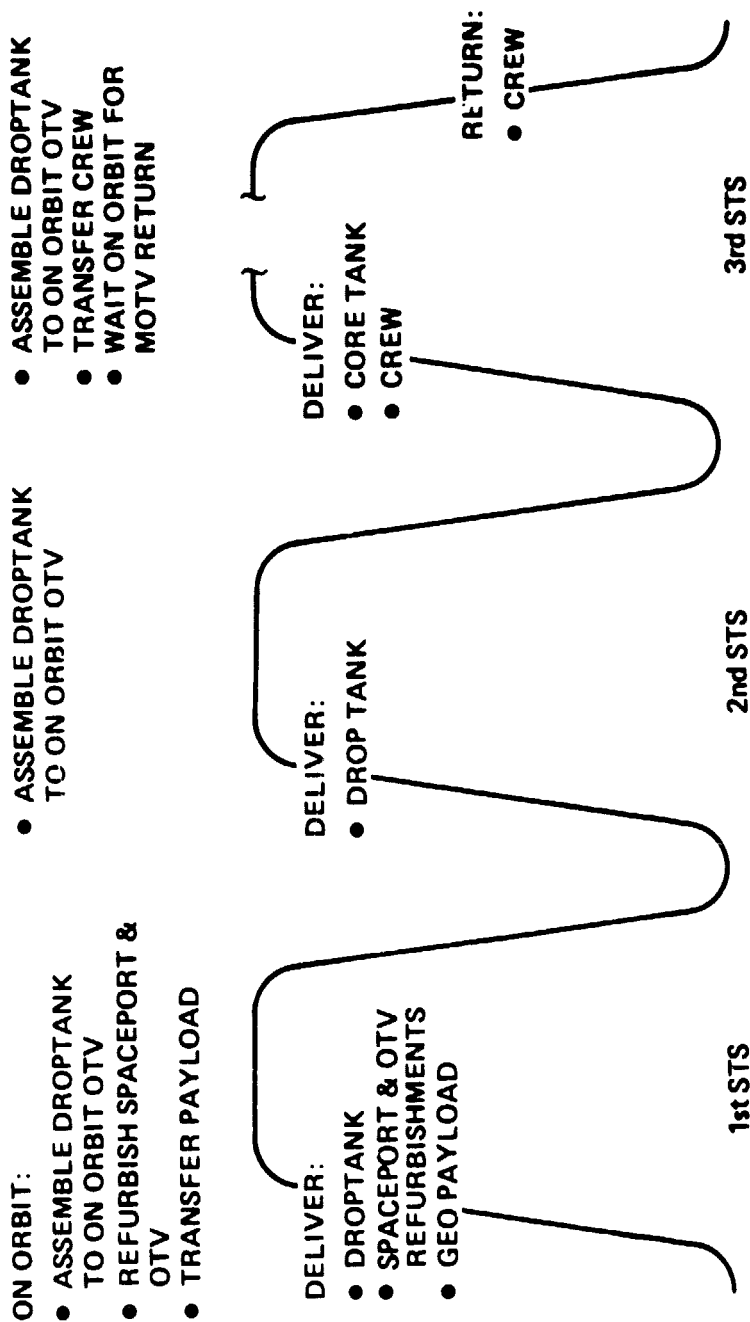 ON ORBIT:
• ASSEMBLE DROPTANK
TO ON ORBIT OTV
• REFURBISH SPACEPORT &
OTV
• TRANSFER PAYLOAD
• ASSEMBLE DROPTANK
TO ON ORBIT OTV
• ASSEMBLE DROPTANK
TO ON ORBIT OTV
• TRANSFER CREW
• WAIT ON ORBIT FOR
MOTV RETURN
DELIVER:
• DROPTANK
• SPACEPORT & OTV
REFURBISHMENTS
• GEO PAYLOAD
DELIVER:
• DROP TANK
DELIVER:
• CORE TANK
• CREW
RETURN:
• CREW
1st STS
2nd STS
3rd STS